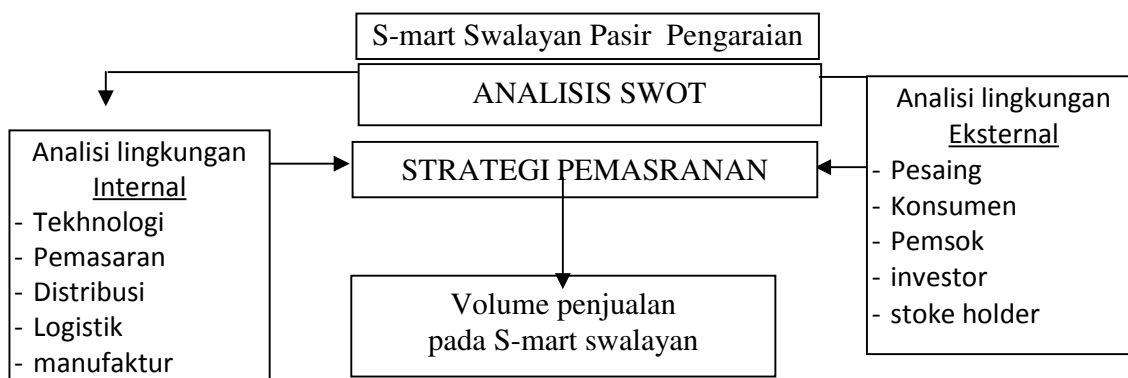 S-mart Swalayan Pasir Pengaraian
ANALISIS SWOT
Analisi lingkungan
Internal
- Tekhnologi
- Pemasaran
- Distribusi
- Logistik
- manufaktur
STRATEGI PEMASRANAN
Volume penjualan
pada S-mart swalayan
Analisi lingkungan
Eksternal
- Pesaing
- Konsumen
- Pemsok
- investor
- stoke holder